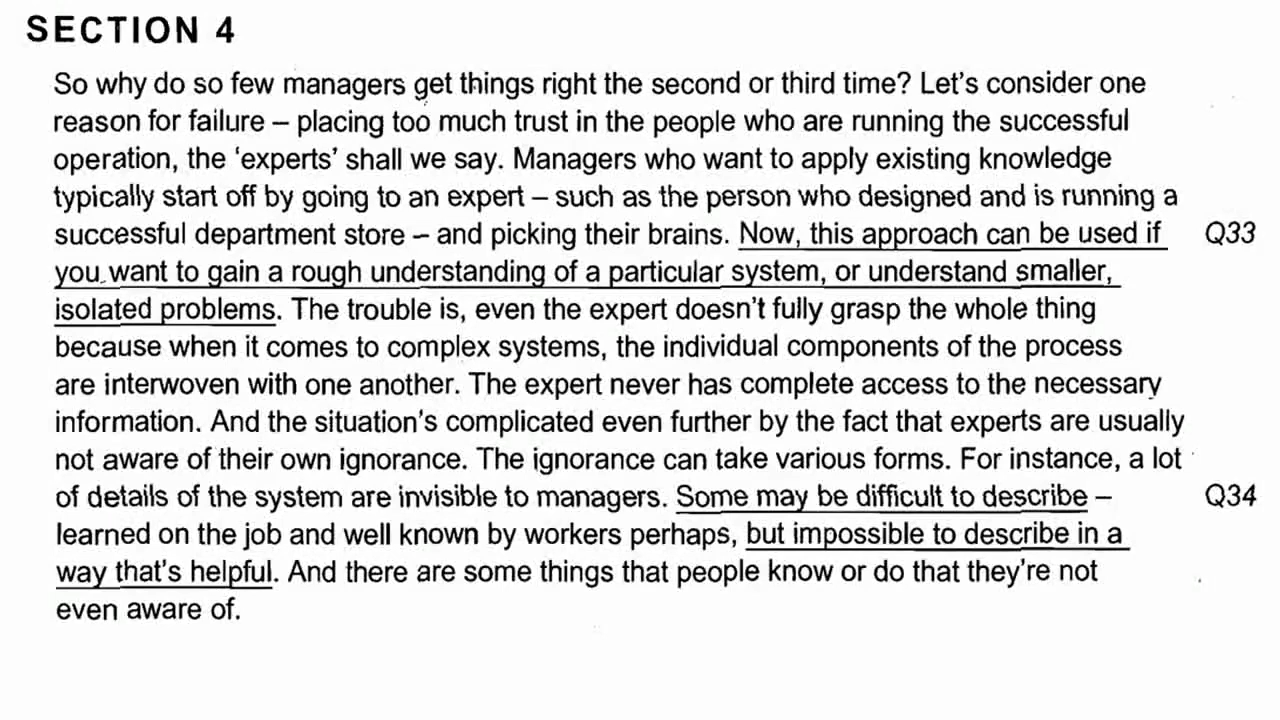 SECTION 4
So why do so few managers get things right the second or third time? Let's consider one
reason for failure – placing too much trust in the people who are running the successful
operation, the 'experts' shall we say. Managers who want to apply existing knowledge
typically start off by going to an expert – such as the person who designed and is running a
successful department store – and picking their brains. Now, this approach can be used if Q33
you want to gain a rough understanding of a particular system, or understand smaller,
isolated problems. The trouble is, even the expert doesn't fully grasp the whole thing
because when it comes to complex systems, the individual components of the process
are interwoven with one another. The expert never has complete access to the necessary
information. And the situation's complicated even further by the fact that experts are usually
not aware of their own ignorance. The ignorance can take various forms. For instance, a lot
of details of the system are invisible to managers. Some may be difficult to describe – Q34
learned on the job and well known by workers perhaps, but impossible to describe in a
way that's helpful. And there are some things that people know or do that they're not
even aware of.